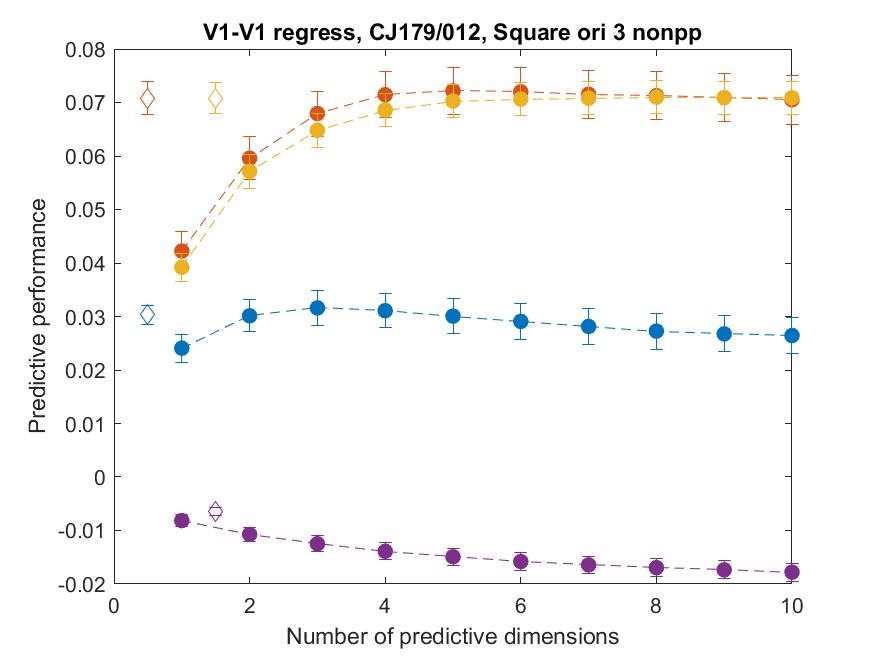 V1-V1 regress, CJ179/012, Square ori 3 nonpp
0.08
0.07
0.06
0.05
0.04
0.03
0.02
0.01
0
-0.01
-0.02
Predictive performance
0 2 4 6 8 10
Number of predictive dimensions